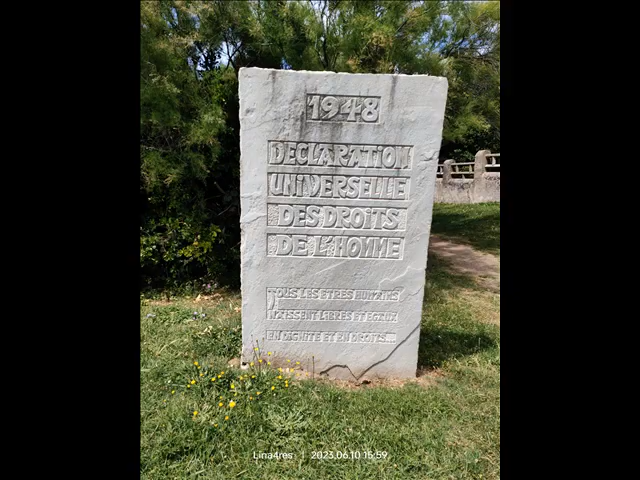 1948
DECLARATION
UNIVERSELLE
DES DROITS
DE L'HOMME
TOUS LES ETRES HUMAINS
NAISSENT LIBRES ET EGAUX
EN DIGNITE ET EN DROITS...
Lina4res | 2023.06.10 15:59